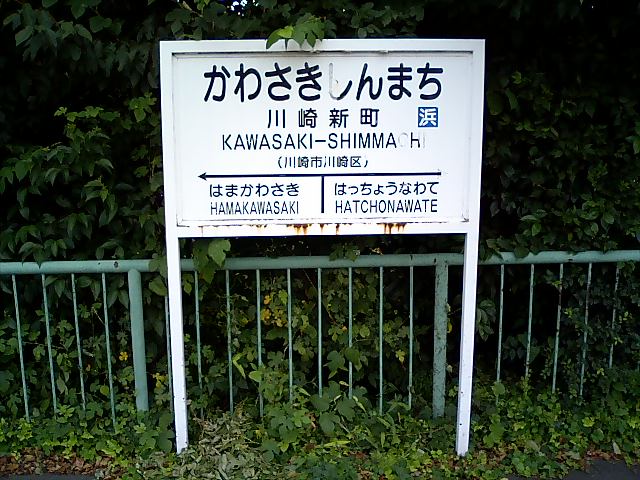 かわさきしんまち
川崎新町 浜
KAWASAKI-SHIMMACHI
(川崎市川崎区)
はまかわさき はっちょうなわて
HAMAKAWASAKI HATCHONAWATE